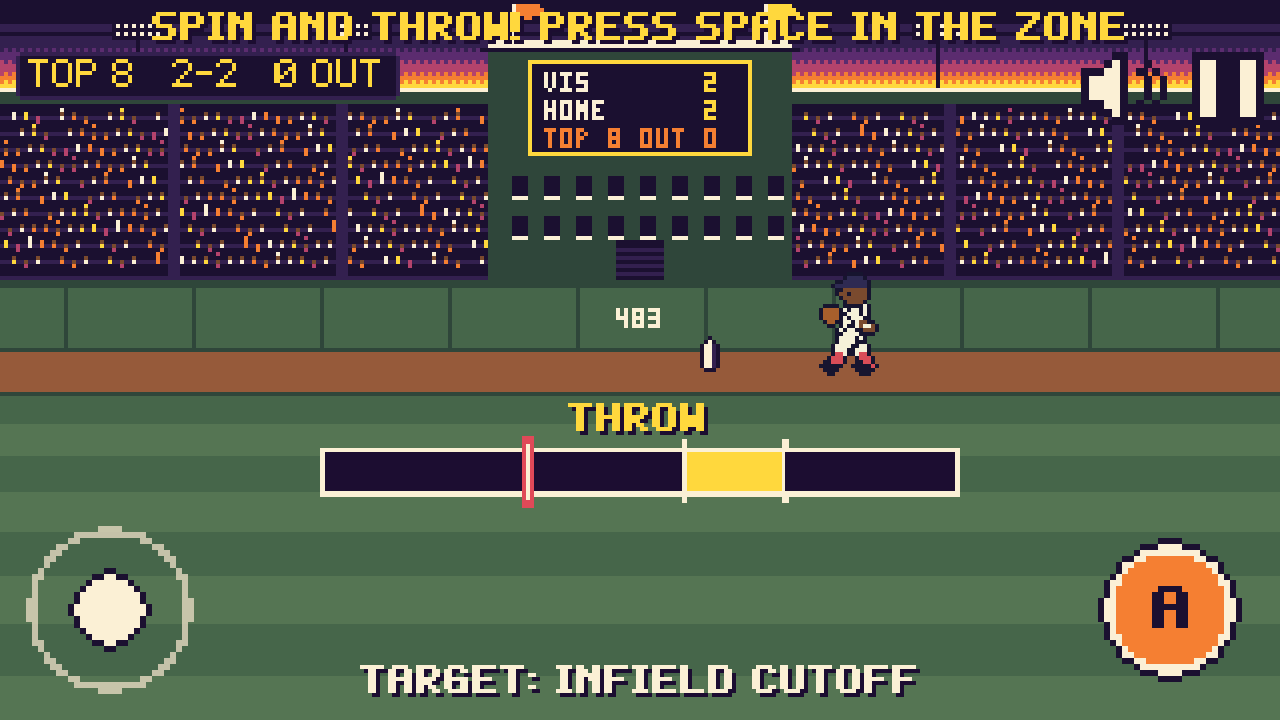 SPIN AND THROW! PRESS SPACE IN THE ZONE
TOP 8 2-2 0 OUT
VIS 2
HOME 2
TOP 8 OUT 0
483
THROW
A
TARGET: INFIELD CUTOFF